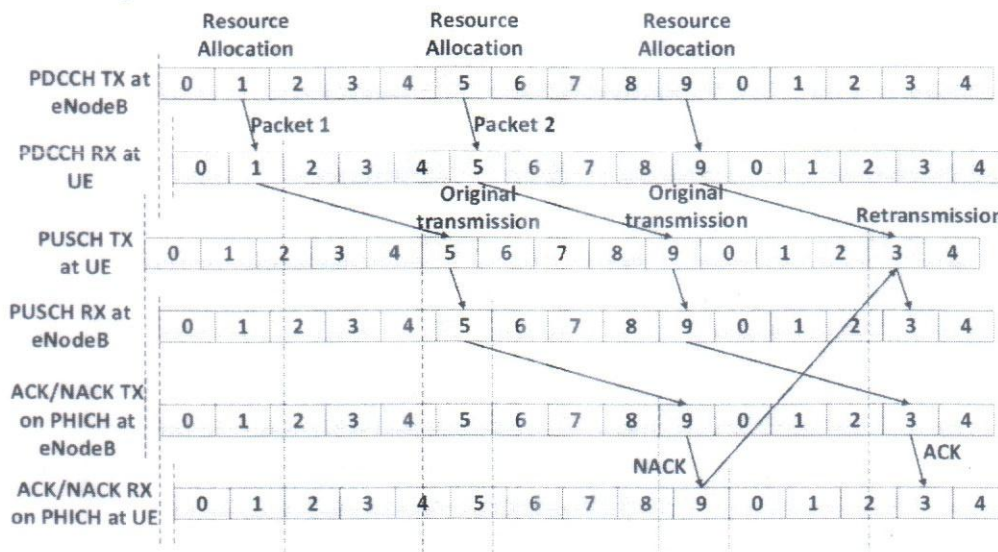 Resource Allocation Resource Allocation Resource Allocation
PDCCH TX at eNodeB
0 1 2 3 4 5 6 7 8 9 0 1 2 3 4
Packet 1 Packet 2
PDCCH RX at UE
0 1 2 3 4 5 6 7 8 9 0 1 2 3 4
Original transmission Original transmission Retransmission
PUSCH TX at UE
0 1 2 3 4 5 6 7 8 9 0 1 2 3 4
PUSCH RX at eNodeB
0 1 2 3 4 5 6 7 8 9 0 1 2 3 4
ACK/NACK TX on PHICH at eNodeB
0 1 2 3 4 5 6 7 8 9 0 1 2 3 4
NACK ACK
ACK/NACK RX on PHICH at UE
0 1 2 3 4 5 6 7 8 9 0 1 2 3 4